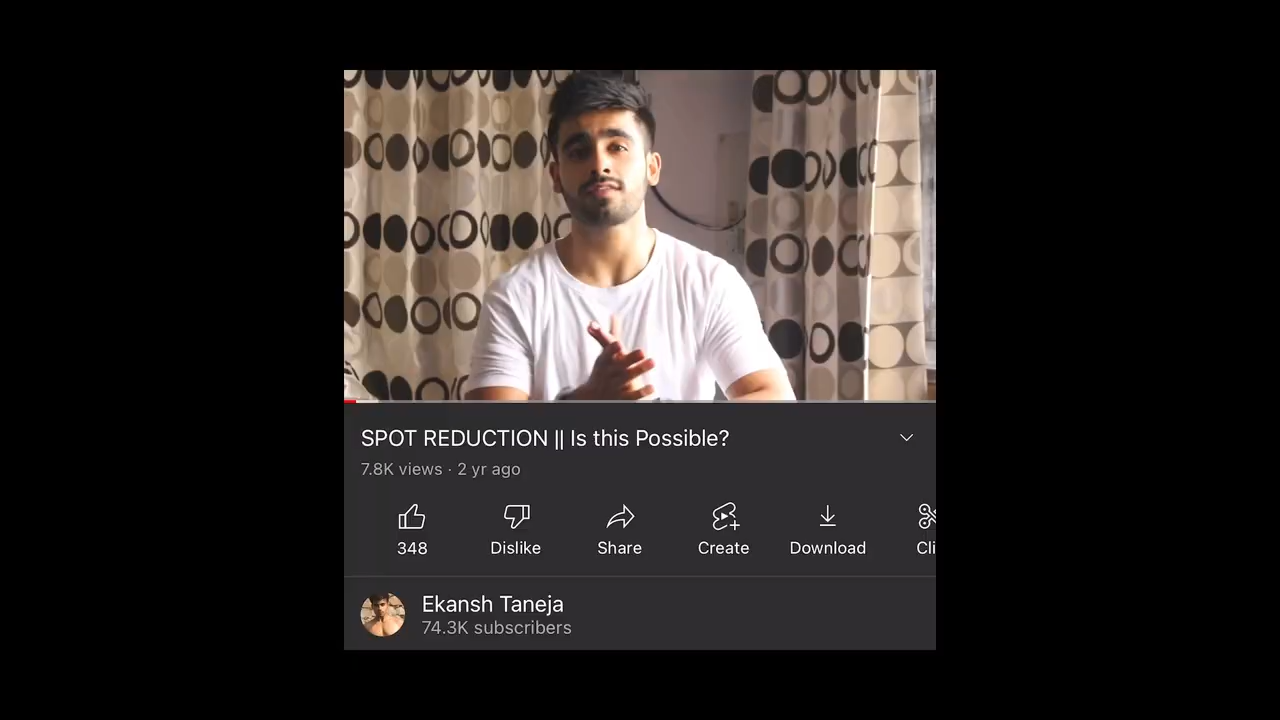 SPOT REDUCTION || Is this Possible?
7.8K views · 2 yr ago
348 Dislike Share Create Download Cli
Ekansh Taneja
74.3K subscribers